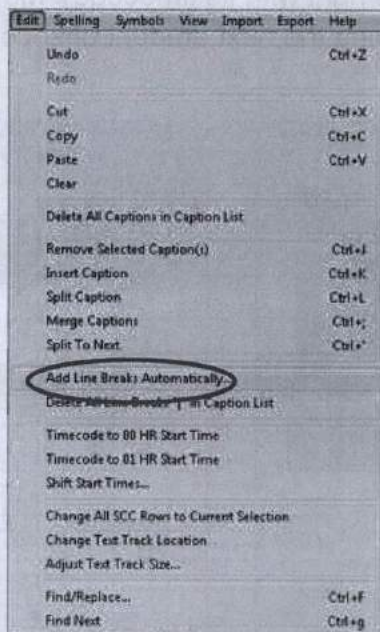 Edit Spelling Symbols View Import Export Help
Undo Ctrl+Z
Redo
Cut Ctrl+X
Copy Ctrl+C
Paste Ctrl+V
Clear
Delete All Captions in Caption List
Remove Selected Caption(s) Ctrl+J
Insert Caption Ctrl+K
Split Caption Ctrl+L
Merge Captions Ctrl+;
Split To Next Ctrl+'
Add Line Breaks Automatically...
Delete All Line Breaks '|' in Caption List
Timecode to 00 HR Start Time
Timecode to 01 HR Start Time
Shift Start Times...
Change All SCC Rows to Current Selection
Change Text Track Location
Adjust Text Track Size...
Find/Replace... Ctrl+F
Find Next Ctrl+g